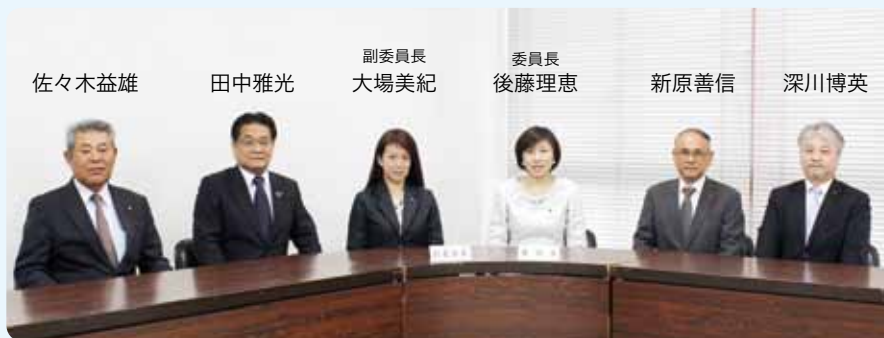 副委員長
委員長
佐々木益雄
田中雅光
大場美紀
後藤理恵
新原善信
深川博英